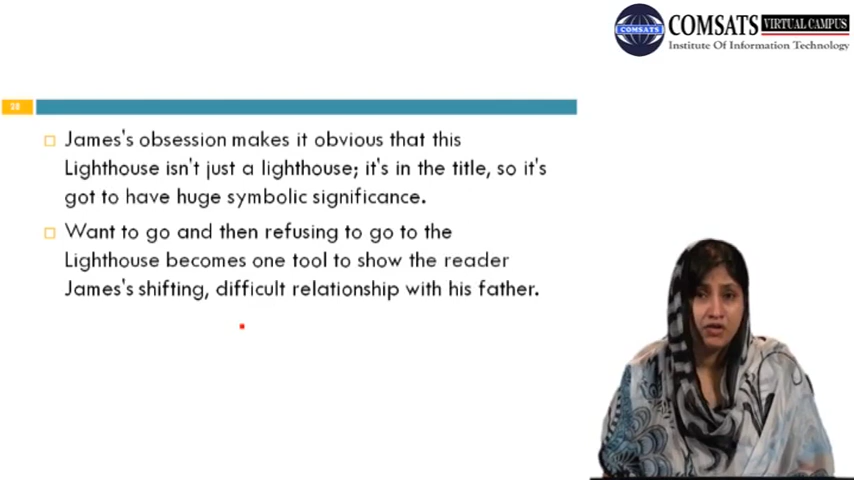 COMSATS VIRTUAL CAMPUS
COMSATS
Institute Of Information Technology
28
James's obsession makes it obvious that this
Lighthouse isn't just a lighthouse; it's in the title, so it's
got to have huge symbolic significance.
Want to go and then refusing to go to the
Lighthouse becomes one tool to show the reader
James's shifting, difficult relationship with his father.